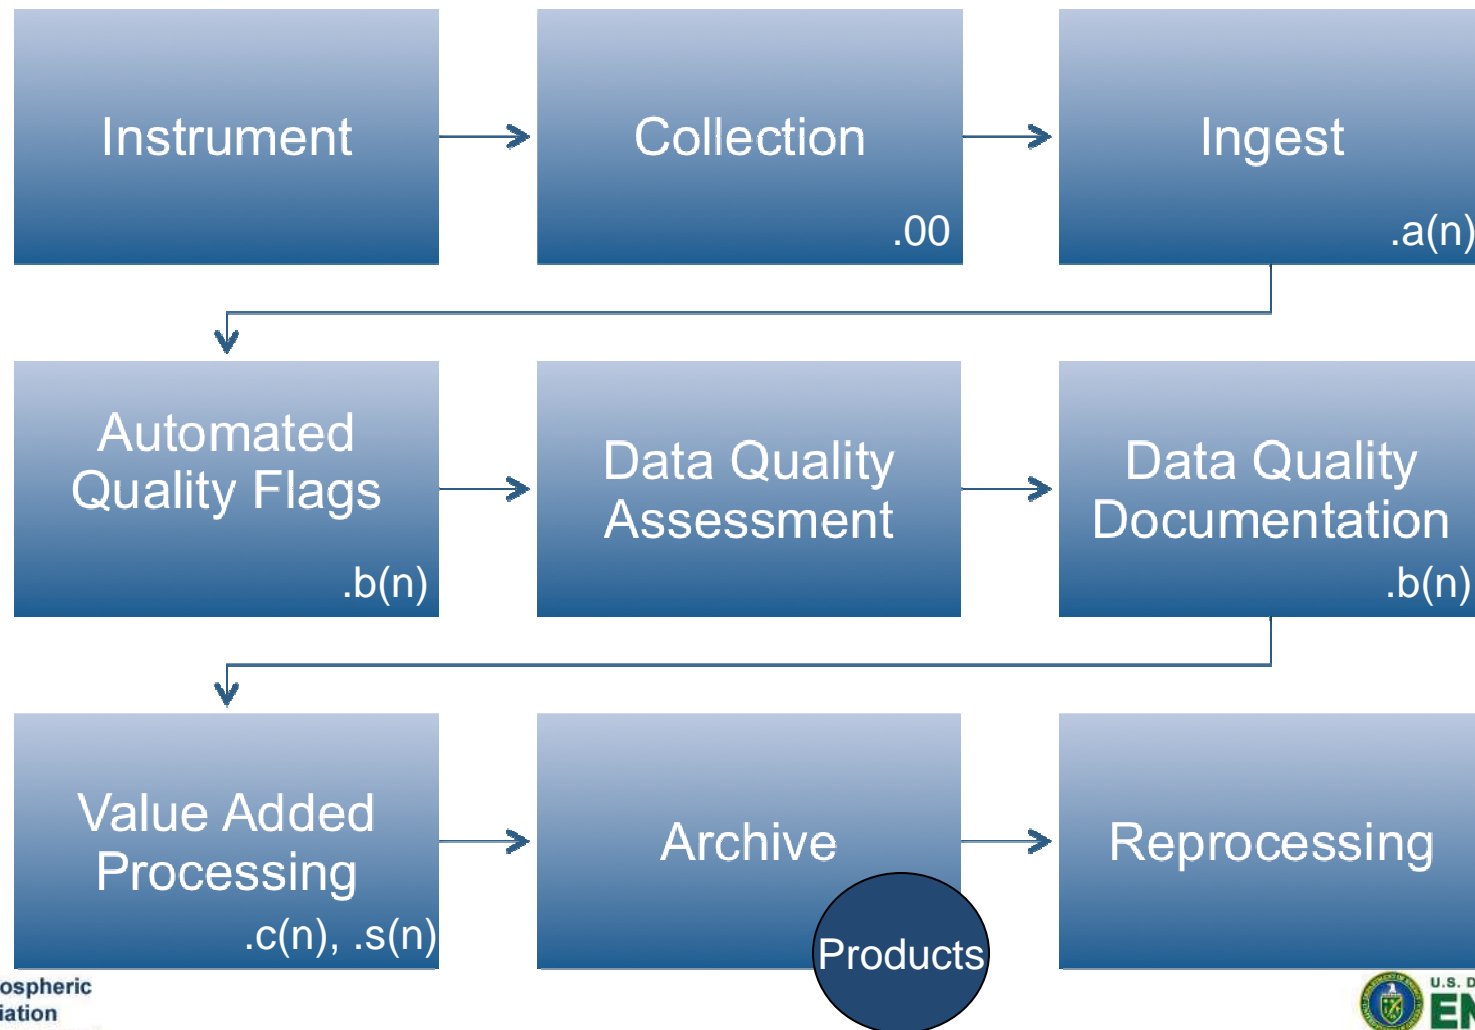 Instrument
Collection
.00
Ingest
.a(n)
Automated
Quality Flags
.b(n)
Data Quality
Assessment
Data Quality
Documentation
.b(n)
Value Added
Processing
.c(n), .s(n)
Archive
Products
Reprocessing
ospheric
iation
U.S. D
EN